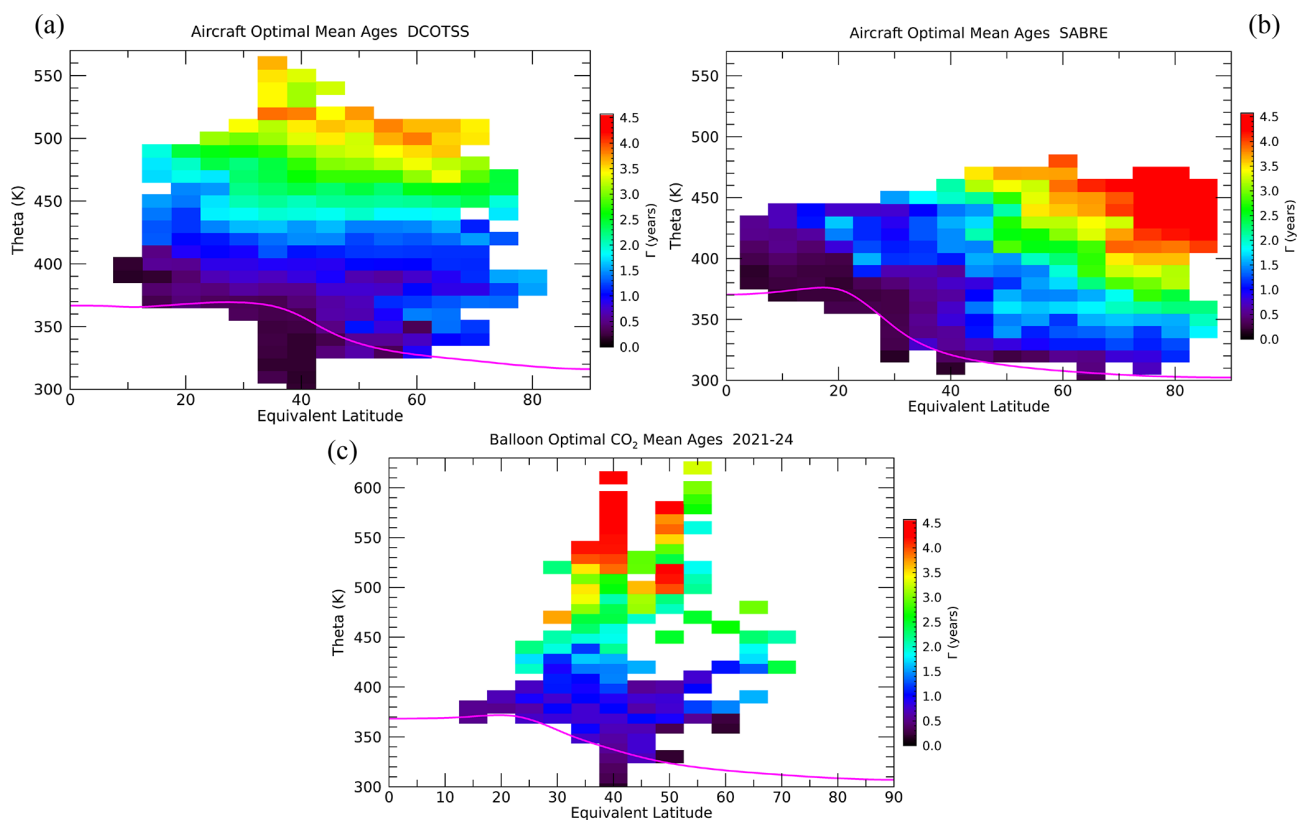 (a)
Aircraft Optimal Mean Ages DCOTSS
550
500
450
400
350
300
Theta (K)
0 20 40 60 80
Equivalent Latitude
4.5
4.0
3.5
3.0
2.5
2.0
1.5
1.0
0.5
0.0
Γ (years)
(b)
Aircraft Optimal Mean Ages SABRE
550
500
450
400
350
300
Theta (K)
0 20 40 60 80
Equivalent Latitude
4.5
4.0
3.5
3.0
2.5
2.0
1.5
1.0
0.5
0.0
Γ (years)
(c)
Balloon Optimal CO₂ Mean Ages 2021-24
600
550
500
450
400
350
300
Theta (K)
0 10 20 30 40 50 60 70 80 90
Equivalent Latitude
4.5
4.0
3.5
3.0
2.5
2.0
1.5
1.0
0.5
0.0
Γ (years)